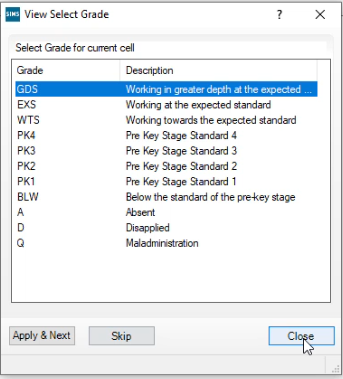 SIMS View Select Grade ? X
Select Grade for current cell
Grade Description
GDS Working in greater depth at the expected ...
EXS Working at the expected standard
WTS Working towards the expected standard
PK4 Pre Key Stage Standard 4
PK3 Pre Key Stage Standard 3
PK2 Pre Key Stage Standard 2
PK1 Pre Key Stage Standard 1
BLW Below the standard of the pre-key stage
A Absent
D Disapplied
Q Maladministration
Apply & Next Skip Close